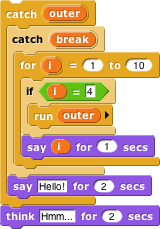 catch outer
catch break
for i = 1 to 10
if i = 4
run outer
say i for 1 secs
say Hello! for 2 secs
think Hmm... for 2 secs